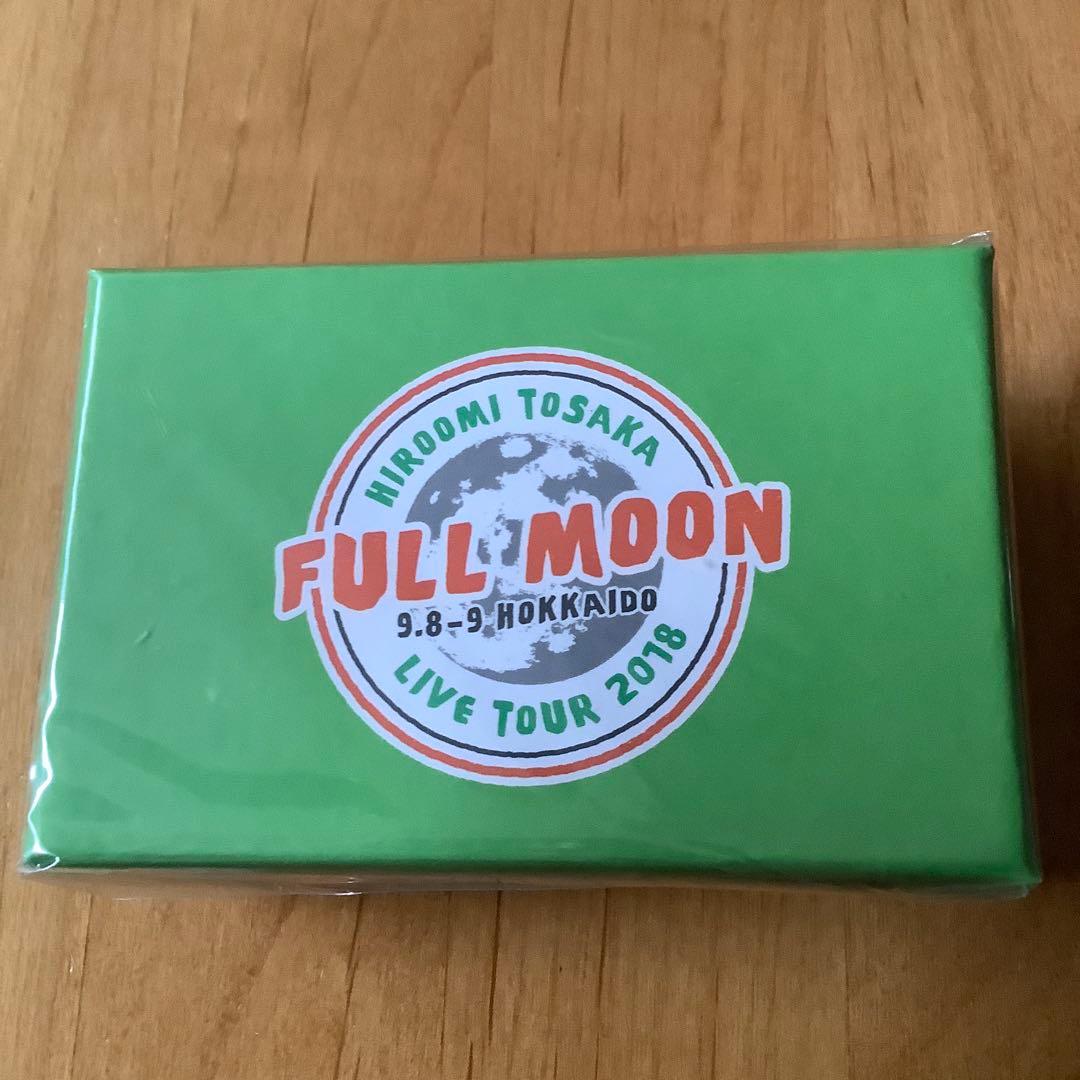 HIROOMI TOSAKA
FULL MOON
9.8-9 HOKKAIDO
LIVE TOUR 2018